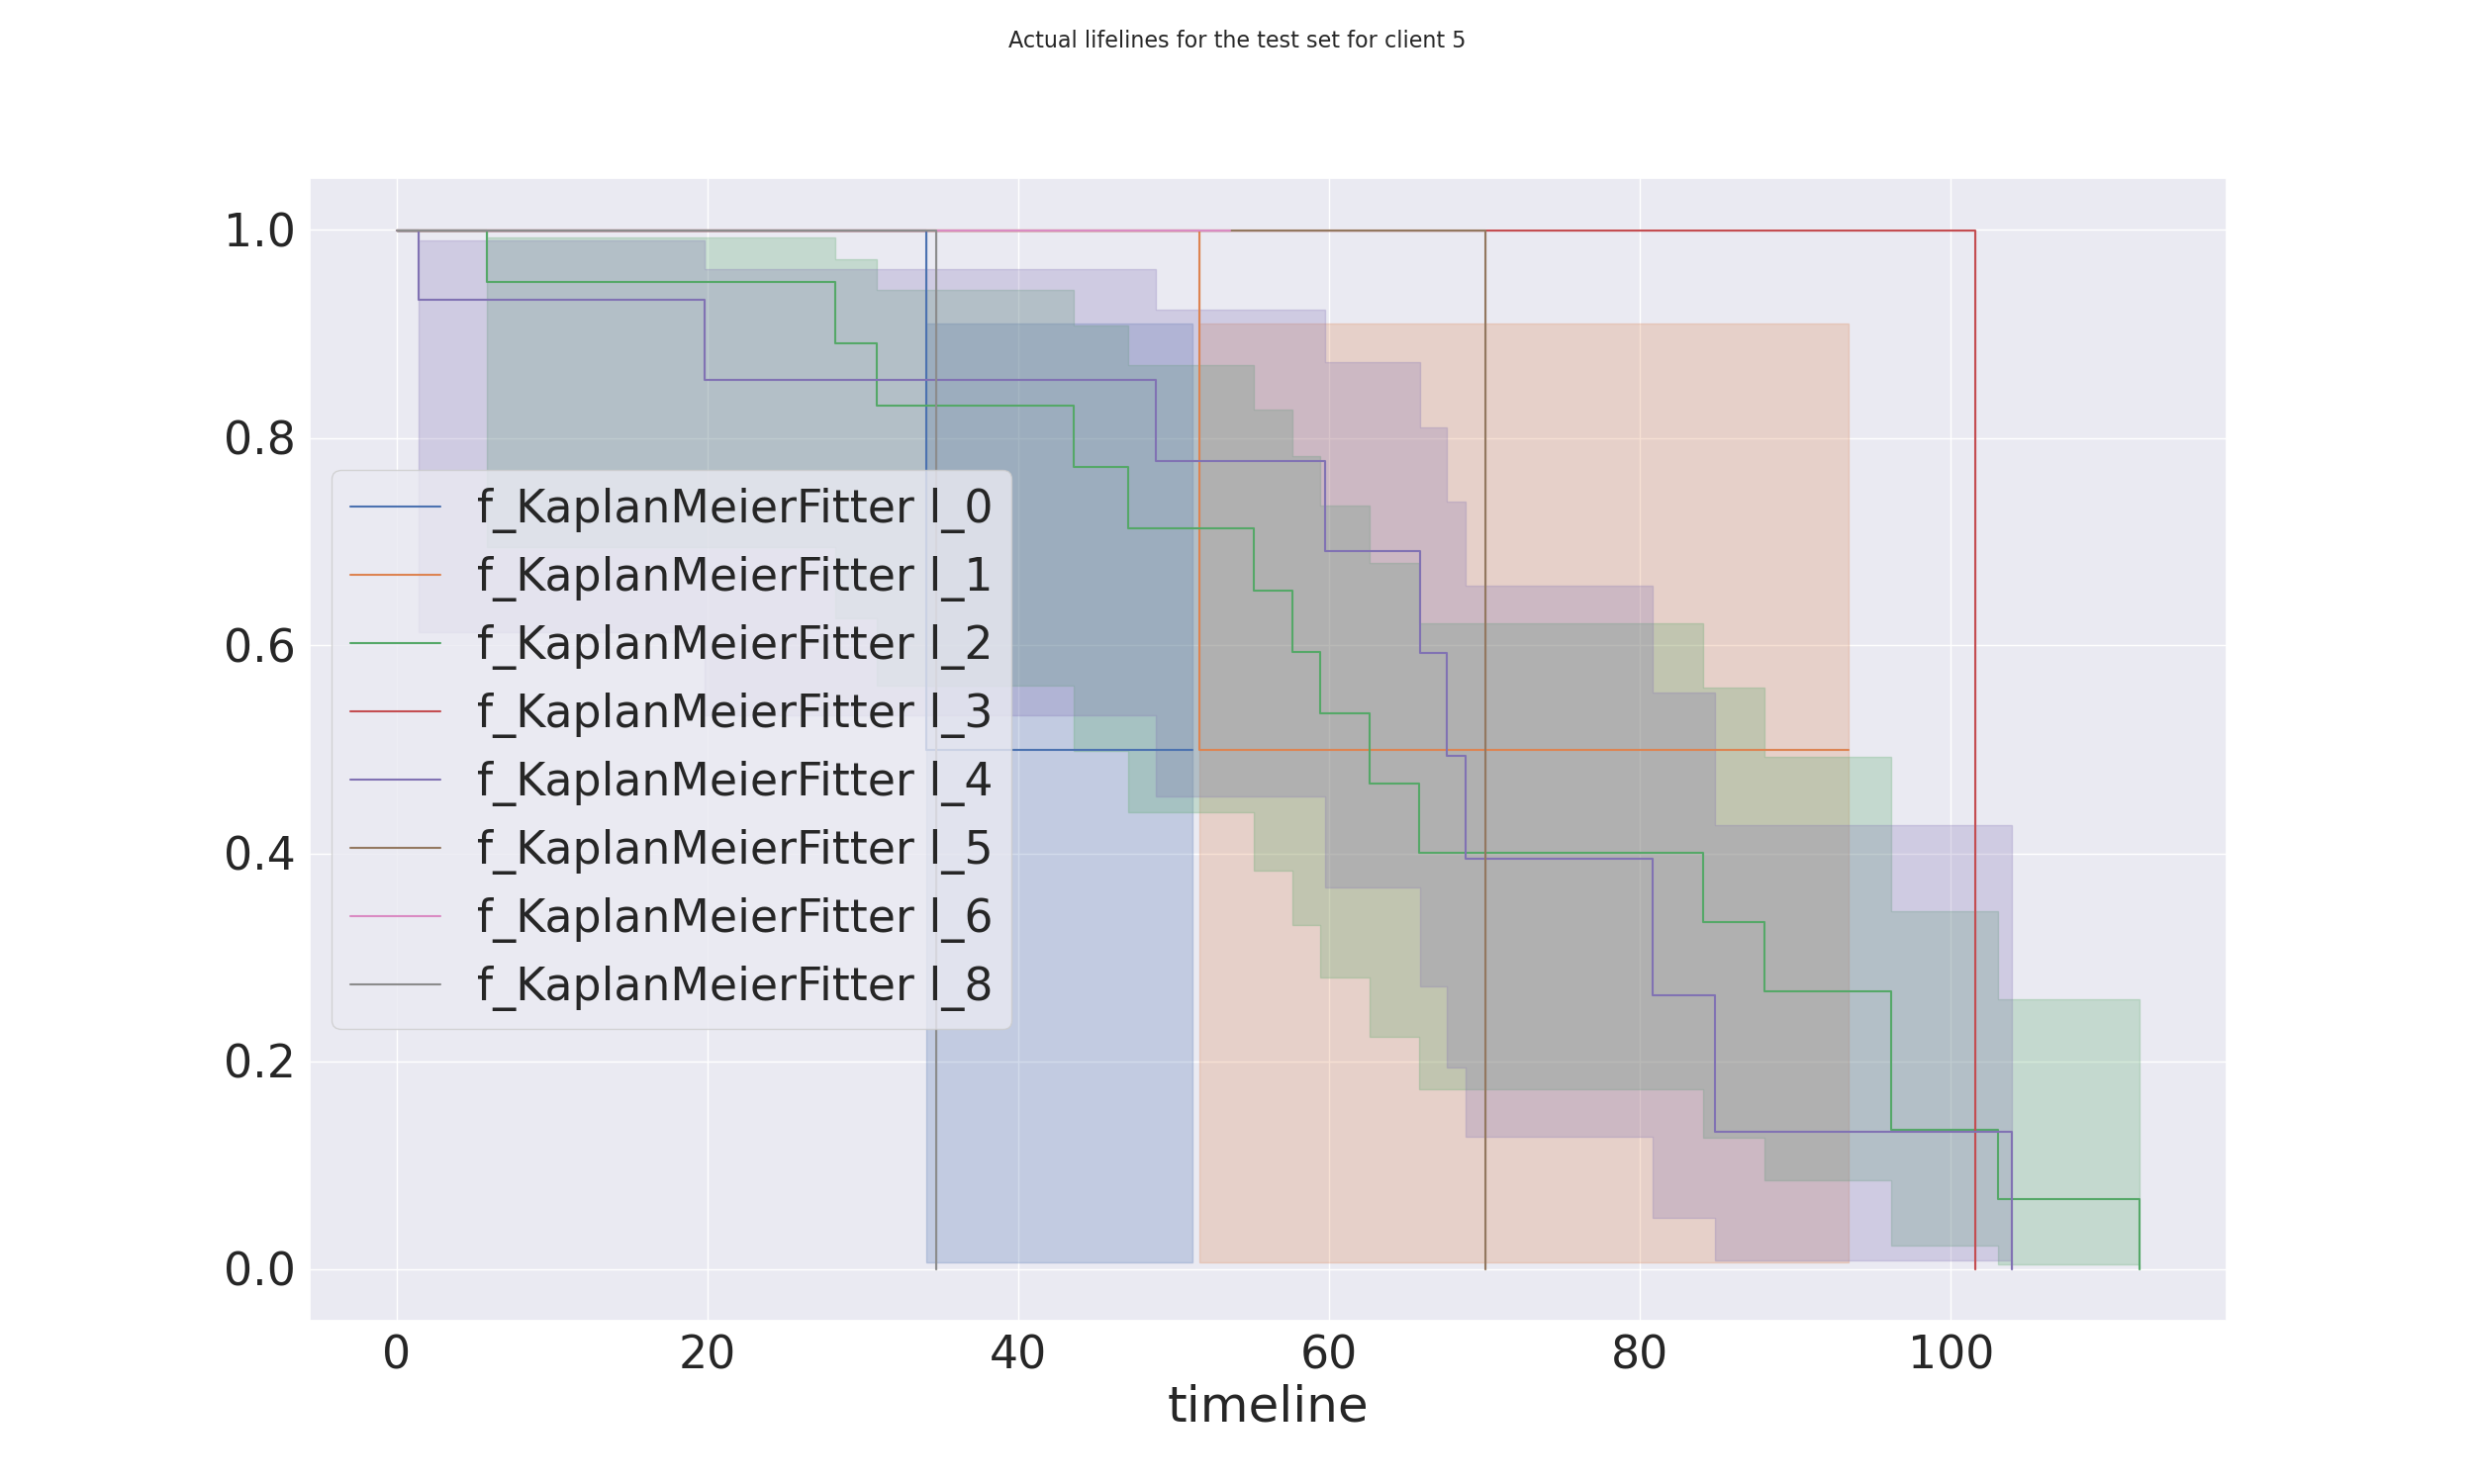 Actual lifelines for the test set for client 5
1.0
0.8
0.6
0.4
0.2
0.0
f_KaplanMeierFitter l_0
f_KaplanMeierFitter l_1
f_KaplanMeierFitter l_2
f_KaplanMeierFitter l_3
f_KaplanMeierFitter l_4
f_KaplanMeierFitter l_5
f_KaplanMeierFitter l_6
f_KaplanMeierFitter l_8
0 20 40 60 80 100
timeline